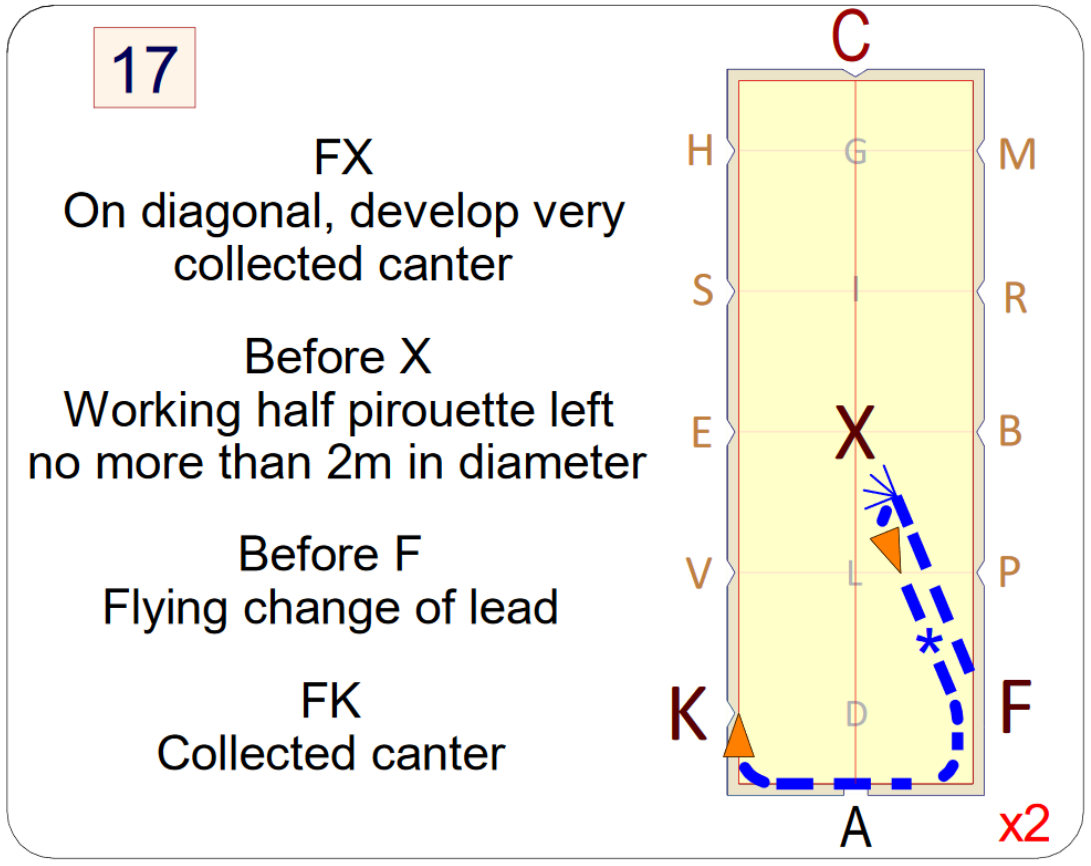 17
FX
On diagonal, develop very
collected canter
Before X
Working half pirouette left
no more than 2m in diameter
Before F
Flying change of lead
FK
Collected canter
C
H G M
S I R
E X B
V L P
*
K D F
A
x2